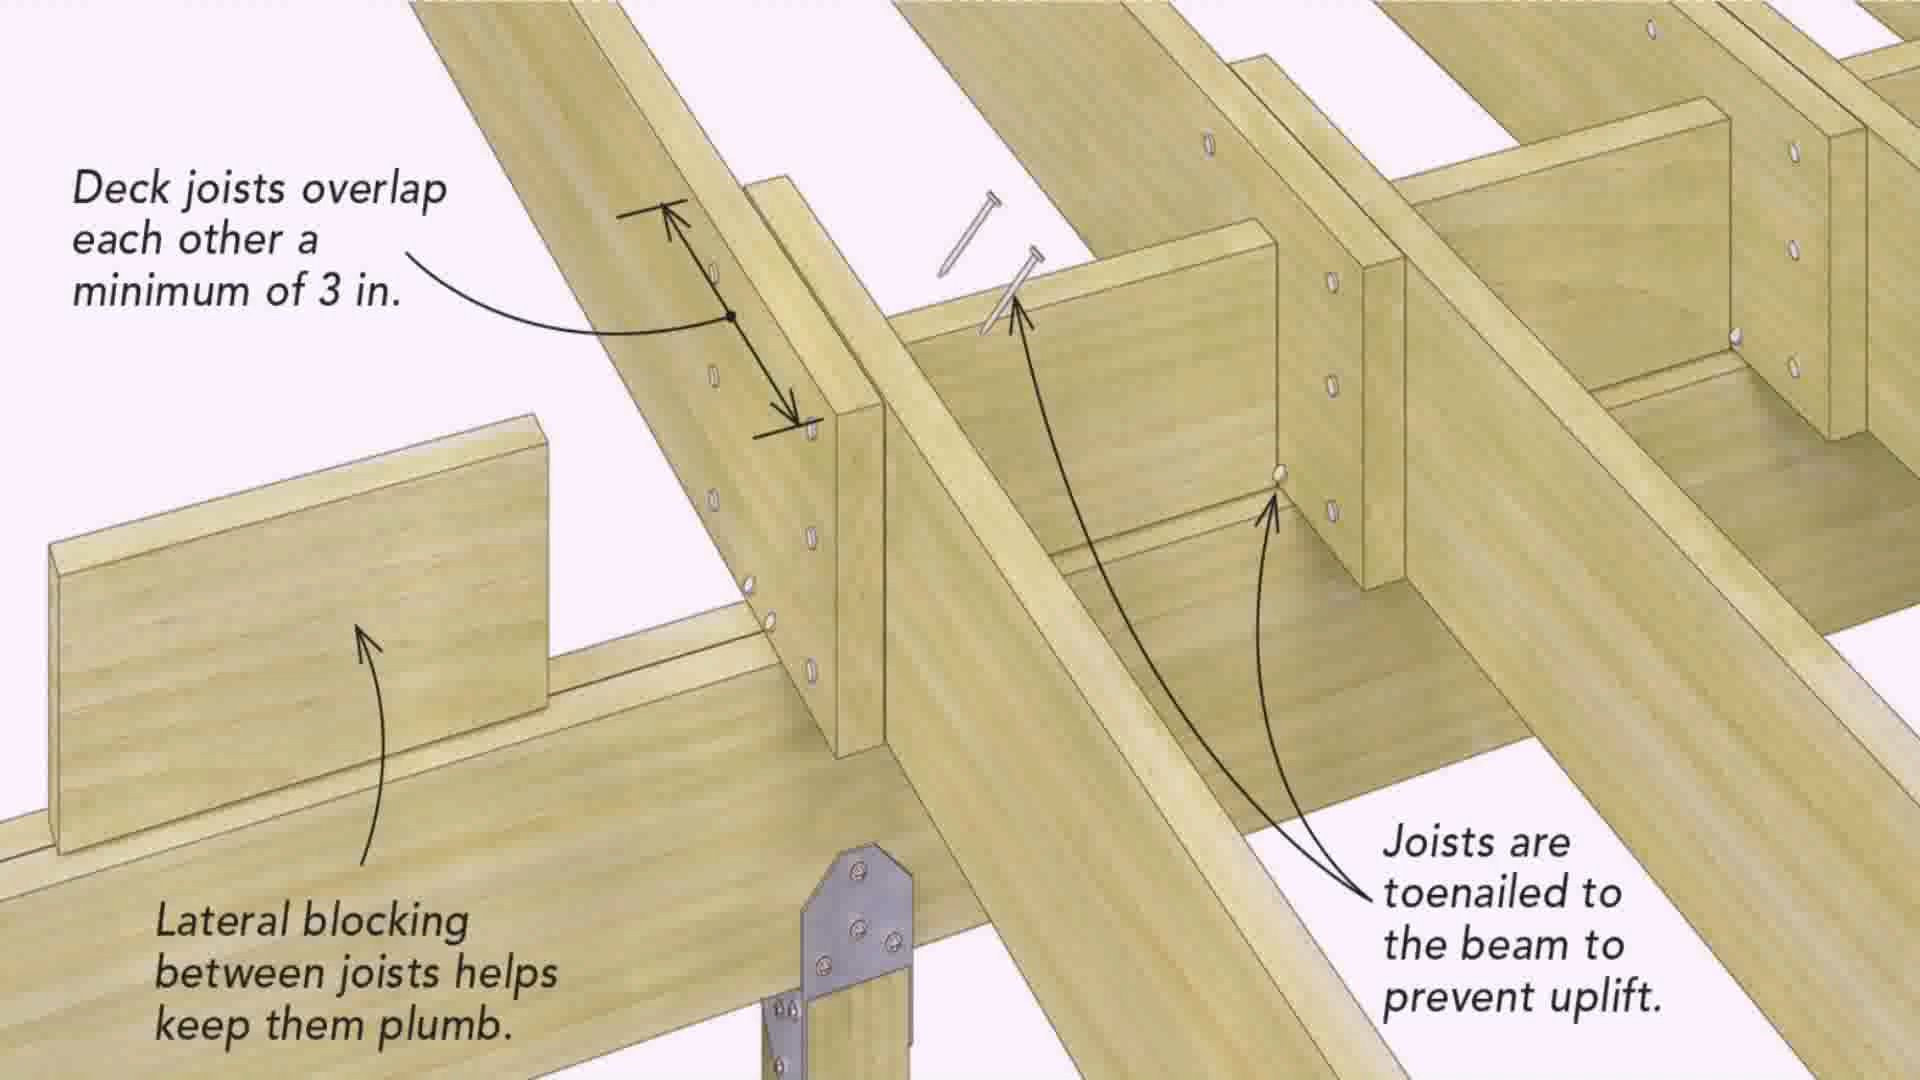 Deck joists overlap
each other a
minimum of 3 in.
Lateral blocking
between joists helps
keep them plumb.
Joists are
toenailed to
the beam to
prevent uplift.